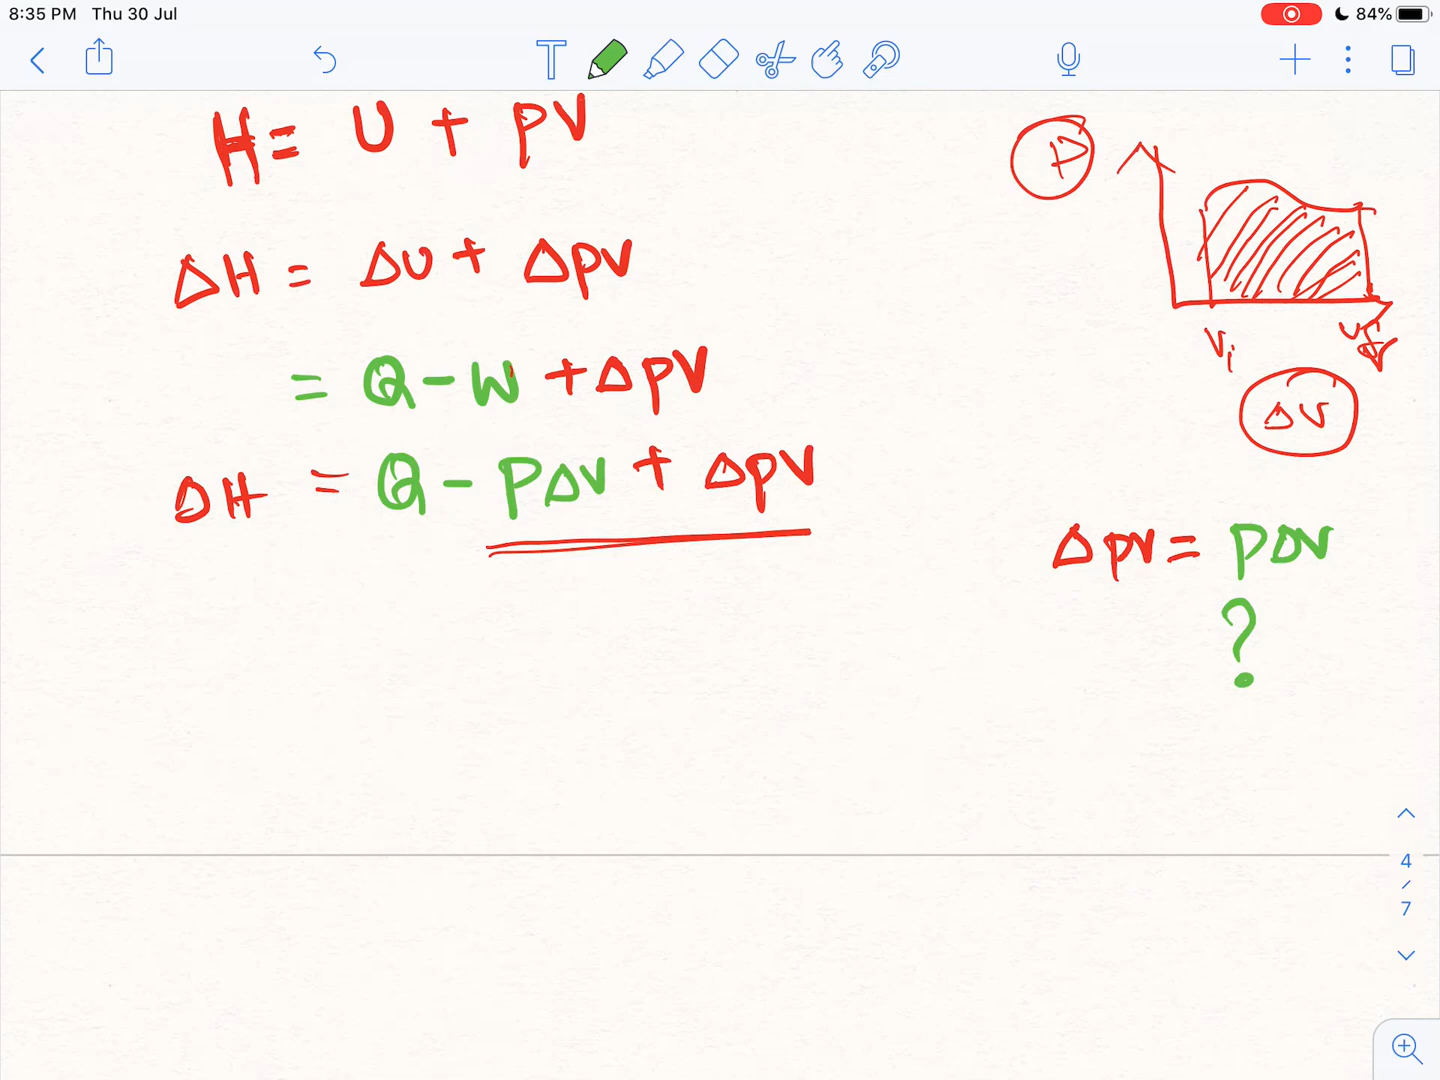 8:35 PM Thu 30 Jul
84%
H = U + PV
P
ΔH = ΔU + ΔPV
Vi
= Q - W + ΔPV
ΔV
ΔH = Q - PΔV + ΔPV
ΔPV = PΔV
?
4
/
7